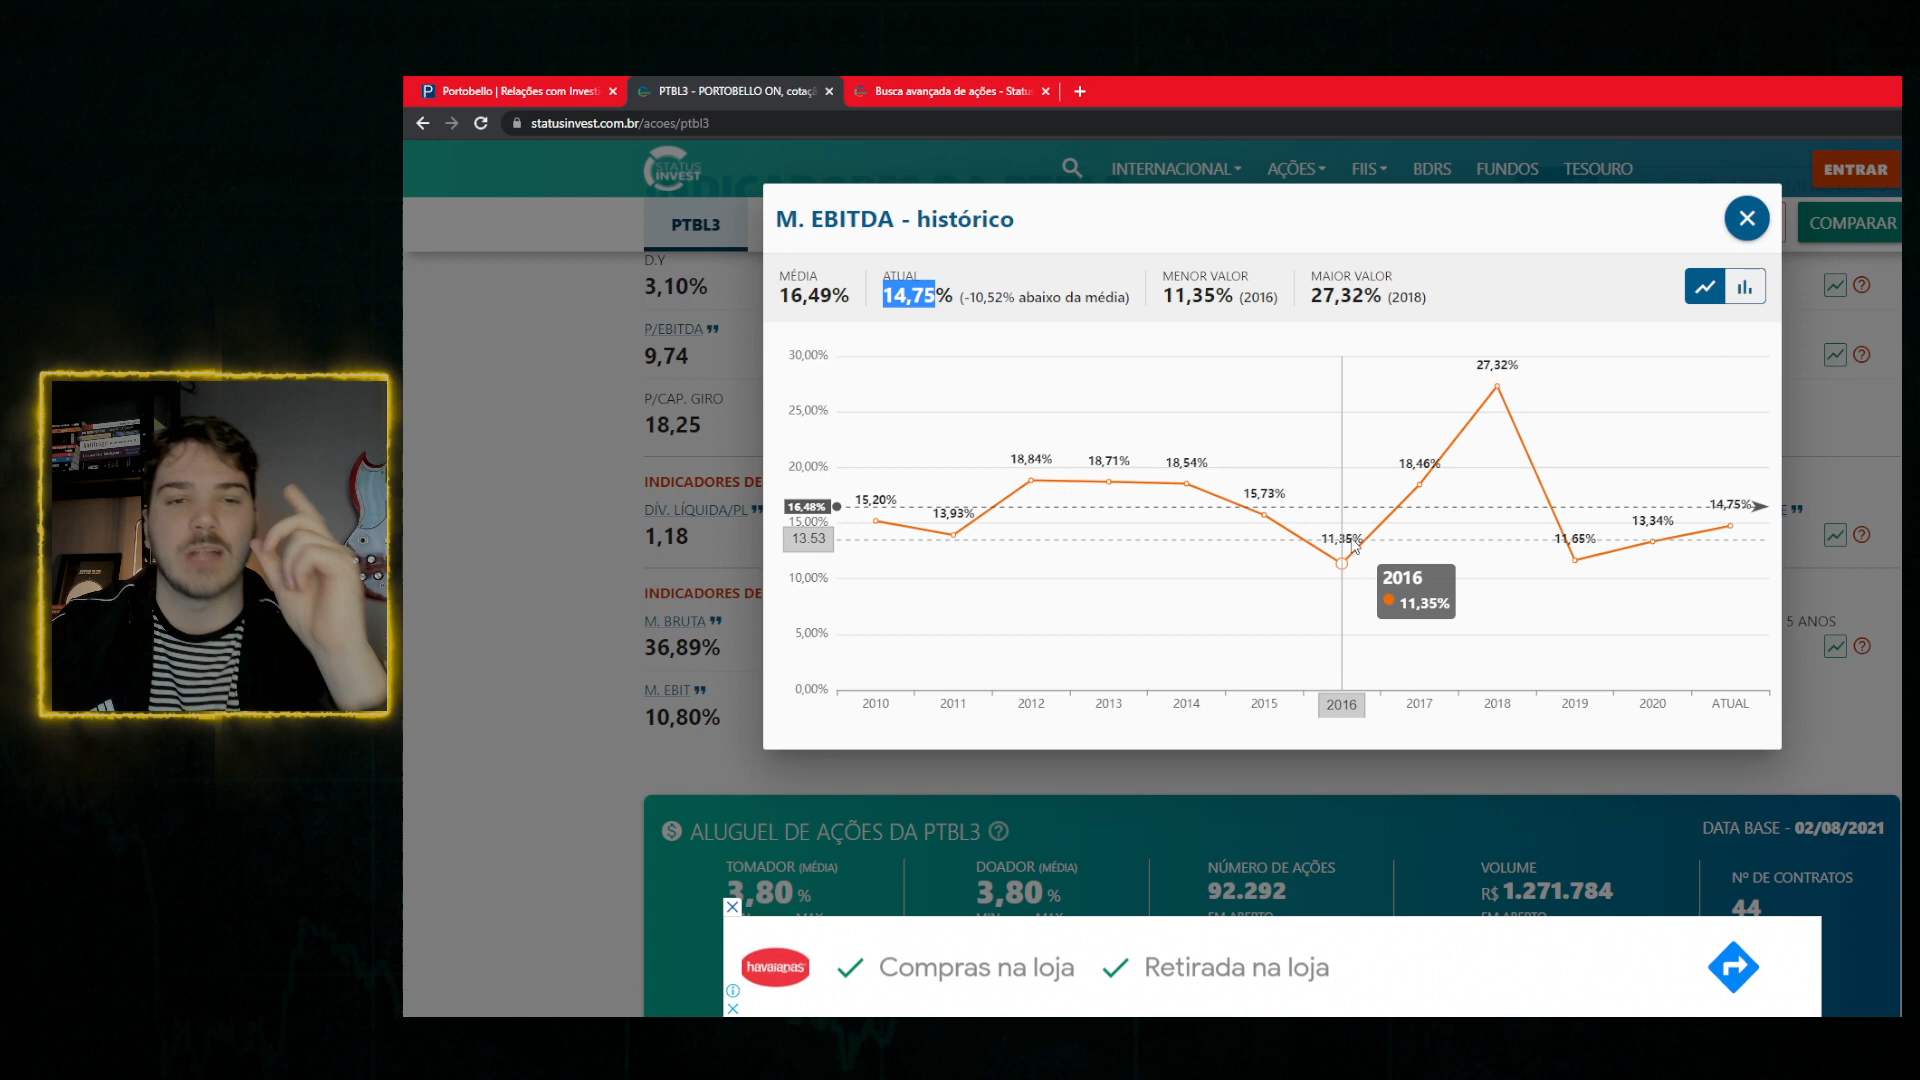 Portobello | Relações com Investi
PTBL3 - PORTOBELLO ON, cotaçã
Busca avançada de ações - Statu
statusinvest.com.br/acoes/ptbl3
STATUS INVEST
INTERNACIONAL
AÇÕES
FIIS
BDRS
FUNDOS
TESOURO
ENTRAR
PTBL3
COMPARAR
M. EBITDA - histórico
MÉDIA
16,49%
ATUAL
14,75% (-10,52% abaixo da média)
MENOR VALOR
11,35% (2016)
MAIOR VALOR
27,32% (2018)
D.Y
3,10%
P/EBITDA
9,74
P/CAP. GIRO
18,25
INDICADORES DE
DÍV. LÍQUIDA/PL
1,18
INDICADORES DE
M. BRUTA
36,89%
M. EBIT
10,80%
5 ANOS
30,00%
25,00%
20,00%
16,48%
15,00%
13.53
10,00%
5,00%
0,00%
15,20%
13,93%
18,84%
18,71%
18,54%
15,73%
11,35%
18,46%
27,32%
11,65%
13,34%
14,75%
2016
11,35%
2010
2011
2012
2013
2014
2015
2016
2017
2018
2019
2020
ATUAL
ALUGUEL DE AÇÕES DA PTBL3
DATA BASE - 02/08/2021
TOMADOR (MÉDIA)
3,80 %
DOADOR (MÉDIA)
3,80 %
NÚMERO DE AÇÕES
92.292
VOLUME
R$ 1.271.784
Nº DE CONTRATOS
44
havaianas
Compras na loja
Retirada na loja